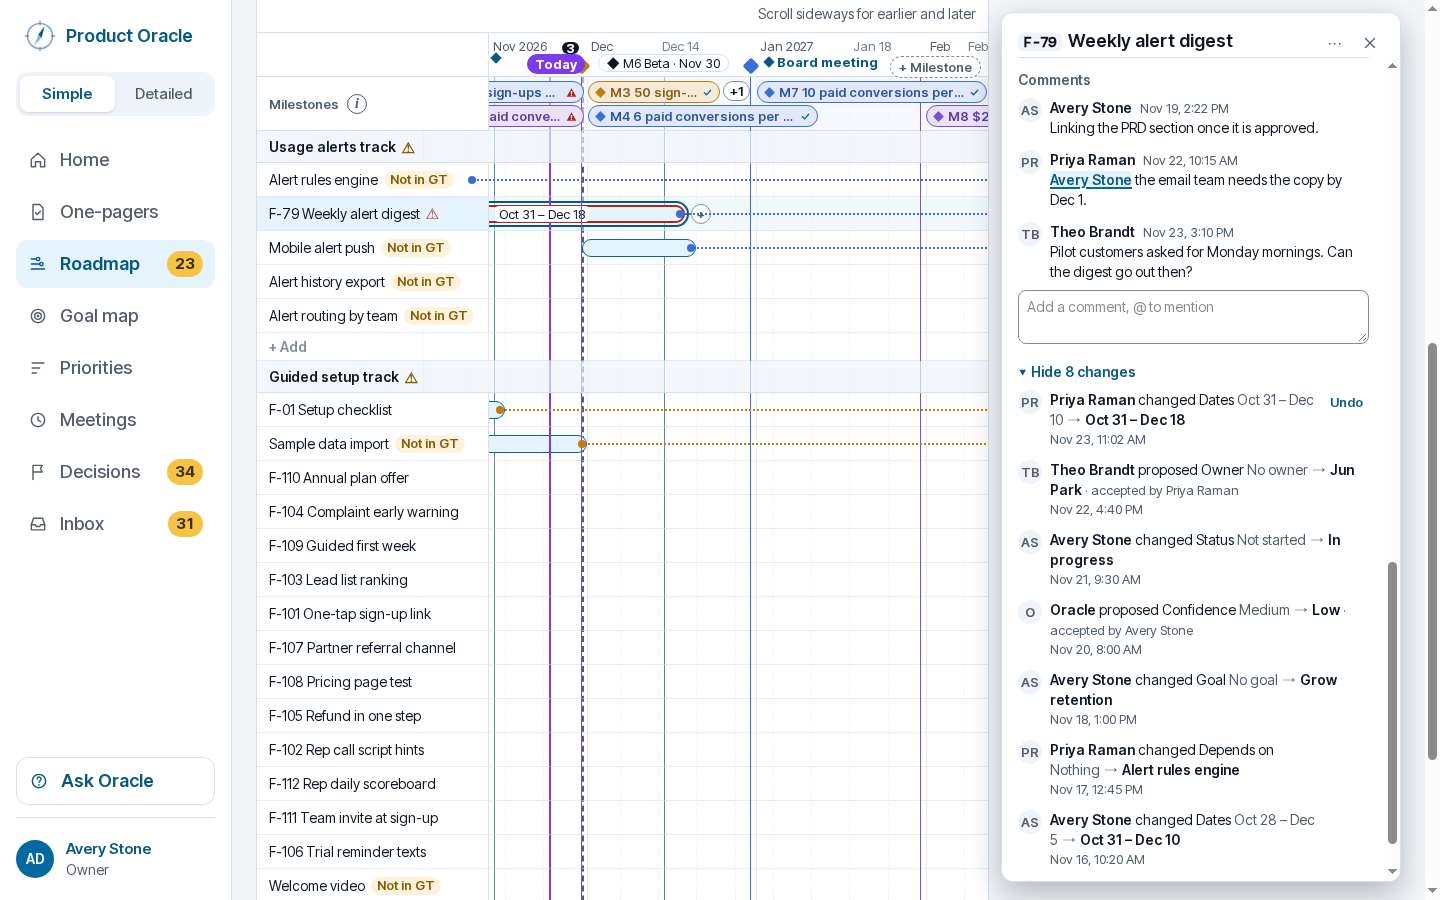 Product Oracle
Simple
Detailed
Home
One-pagers
Roadmap
23
Goal map
Priorities
Meetings
Decisions
34
Inbox
31
Ask Oracle
AD
Avery Stone
Owner
Scroll sideways for earlier and later
Nov 2026
3
Dec
Dec 14
Jan 2027
Jan 18
Feb
Feb
Today
M6 Beta · Nov 30
Board meeting
+ Milestone
Milestones
i
sign-ups ...
M3 50 sign-...
+1
M7 10 paid conversions per...
aid conve...
M4 6 paid conversions per ...
M8 $2
Usage alerts track
Alert rules engine
Not in GT
F-79 Weekly alert digest
Oct 31 – Dec 18
+
Mobile alert push
Not in GT
Alert history export
Not in GT
Alert routing by team
Not in GT
+ Add
Guided setup track
F-01 Setup checklist
Sample data import
Not in GT
F-110 Annual plan offer
F-104 Complaint early warning
F-109 Guided first week
F-103 Lead list ranking
F-101 One-tap sign-up link
F-107 Partner referral channel
F-108 Pricing page test
F-105 Refund in one step
F-102 Rep call script hints
F-112 Rep daily scoreboard
F-111 Team invite at sign-up
F-106 Trial reminder texts
Welcome video
Not in GT
F-79 Weekly alert digest
...
Comments
AS
Avery Stone Nov 19, 2:22 PM
Linking the PRD section once it is approved.
PR
Priya Raman Nov 22, 10:15 AM
Avery Stone the email team needs the copy by
Dec 1.
TB
Theo Brandt Nov 23, 3:10 PM
Pilot customers asked for Monday mornings. Can
the digest go out then?
Add a comment, @ to mention
Hide 8 changes
PR
Priya Raman changed Dates Oct 31 – Dec
10 → Oct 31 – Dec 18
Undo
Nov 23, 11:02 AM
TB
Theo Brandt proposed Owner No owner → Jun
Park · accepted by Priya Raman
Nov 22, 4:40 PM
AS
Avery Stone changed Status Not started → In
progress
Nov 21, 9:30 AM
O
Oracle proposed Confidence Medium → Low ·
accepted by Avery Stone
Nov 20, 8:00 AM
AS
Avery Stone changed Goal No goal → Grow
retention
Nov 18, 1:00 PM
PR
Priya Raman changed Depends on
Nothing → Alert rules engine
Nov 17, 12:45 PM
AS
Avery Stone changed Dates Oct 28 – Dec
5 → Oct 31 – Dec 10
Nov 16, 10:20 AM